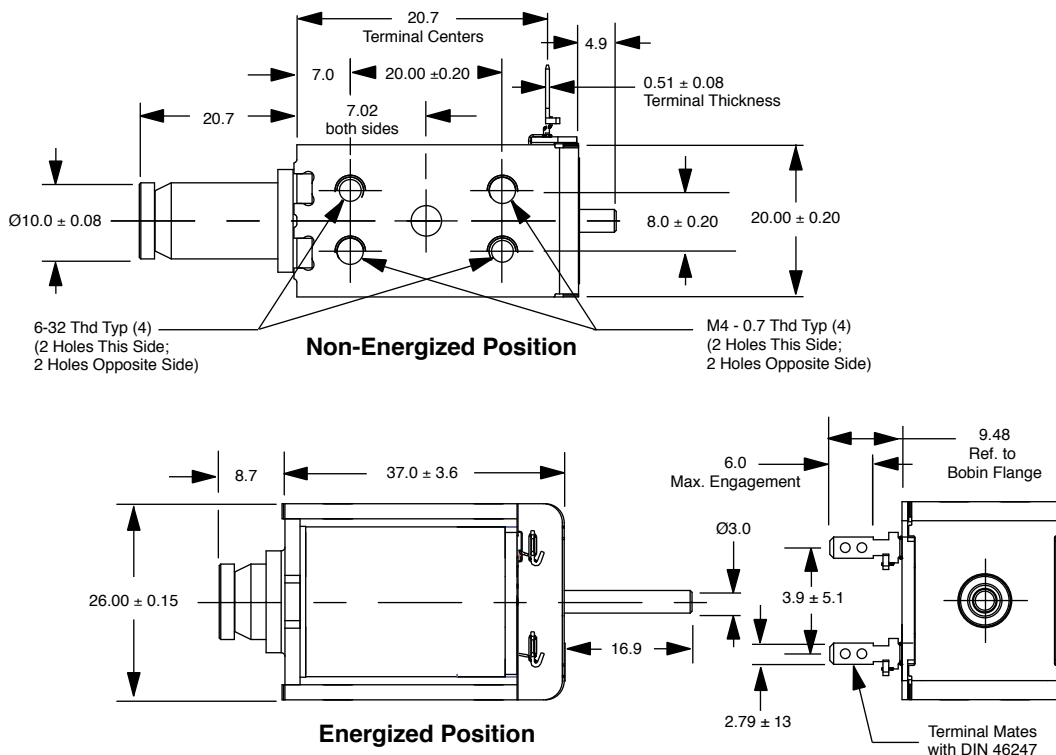 20.7
Terminal Centers
4.9
7.0
20.00 ±0.20
0.51 ± 0.08
Terminal Thickness
20.7
7.02
both sides
Ø10.0 ± 0.08
8.0 ± 0.20
20.00 ± 0.20
6-32 Thd Typ (4)
(2 Holes This Side;
2 Holes Opposite Side)
Non-Energized Position
M4 - 0.7 Thd Typ (4)
(2 Holes This Side;
2 Holes Opposite Side)
8.7
37.0 ± 3.6
9.48
Ref. to
Bobin Flange
6.0
Max. Engagement
Ø3.0
26.00 ± 0.15
3.9 ± 5.1
16.9
2.79 ± 13
Energized Position
Terminal Mates
with DIN 46247